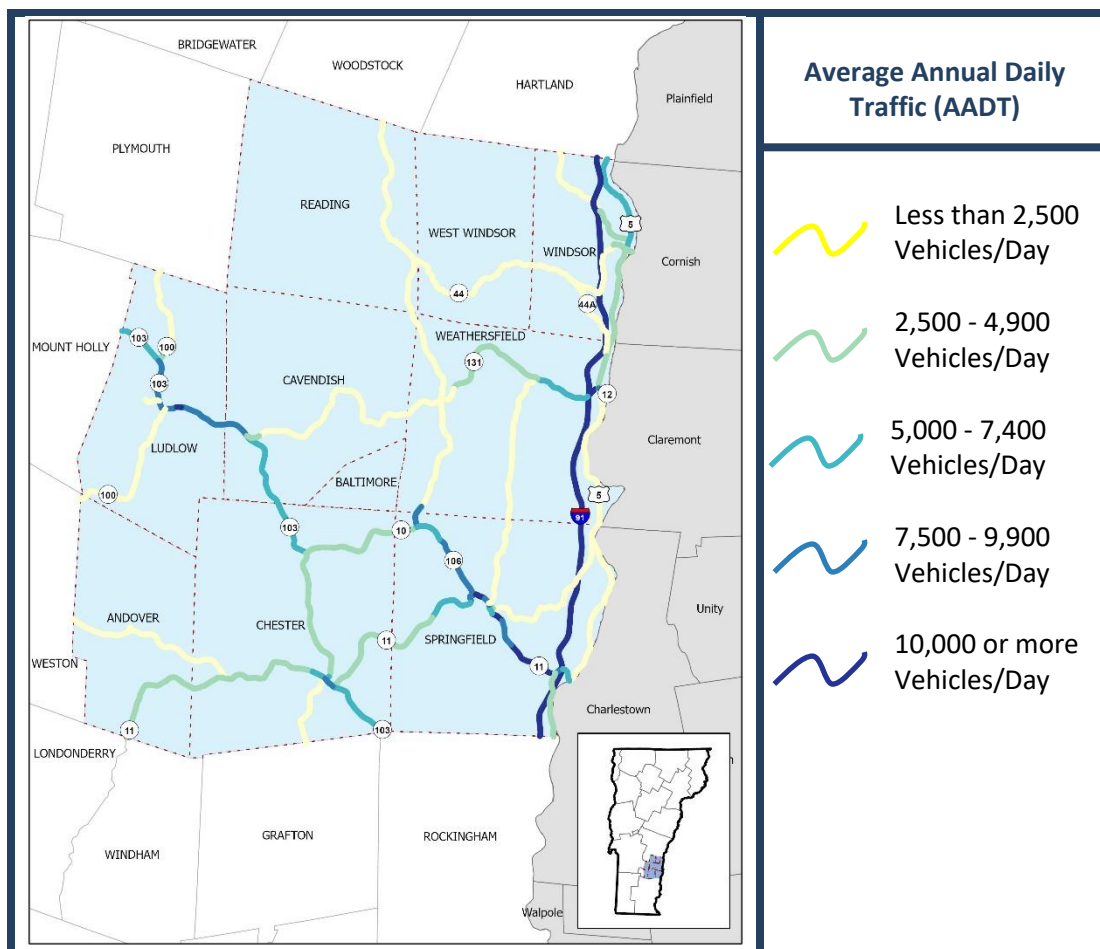 BRIDGEWATER
WOODSTOCK
HARTLAND
Plainfield
PLYMOUTH
READING
WEST WINDSOR
5
WINDSOR
Cornish
44
44A
103
100
MOUNT HOLLY
WEATHERSFIELD
131
103
CAVENDISH
12
LUDLOW
Claremont
BALTIMORE
100
5
91
103
10
106
Unity
ANDOVER
CHESTER
11
SPRINGFIELD
WESTON
11
Charlestown
11
103
LONDONDERRY
GRAFTON
ROCKINGHAM
WINDHAM
Walpole
Average Annual Daily
Traffic (AADT)
Less than 2,500
Vehicles/Day
2,500 - 4,900
Vehicles/Day
5,000 - 7,400
Vehicles/Day
7,500 - 9,900
Vehicles/Day
10,000 or more
Vehicles/Day